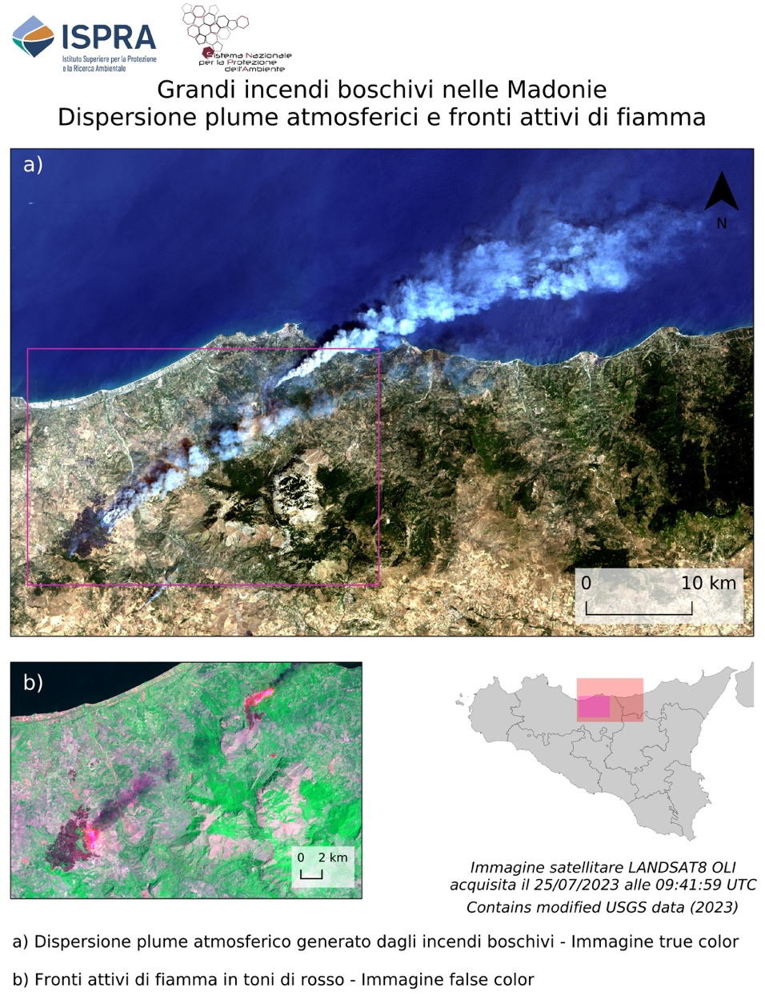 ISPRA
Istituto Superiore per la Protezione
e la Ricerca Ambientale
Sistema Nazionale
per la Protezione
dell'Ambiente
Grandi incendi boschivi nelle Madonie
Dispersione plume atmosferici e fronti attivi di fiamma
a)
N
0 10 km
b)
0 2 km
Immagine satellitare LANDSAT8 OLI
acquisita il 25/07/2023 alle 09:41:59 UTC
Contains modified USGS data (2023)
a) Dispersione plume atmosferico generato dagli incendi boschivi - Immagine true color
b) Fronti attivi di fiamma in toni di rosso - Immagine false color